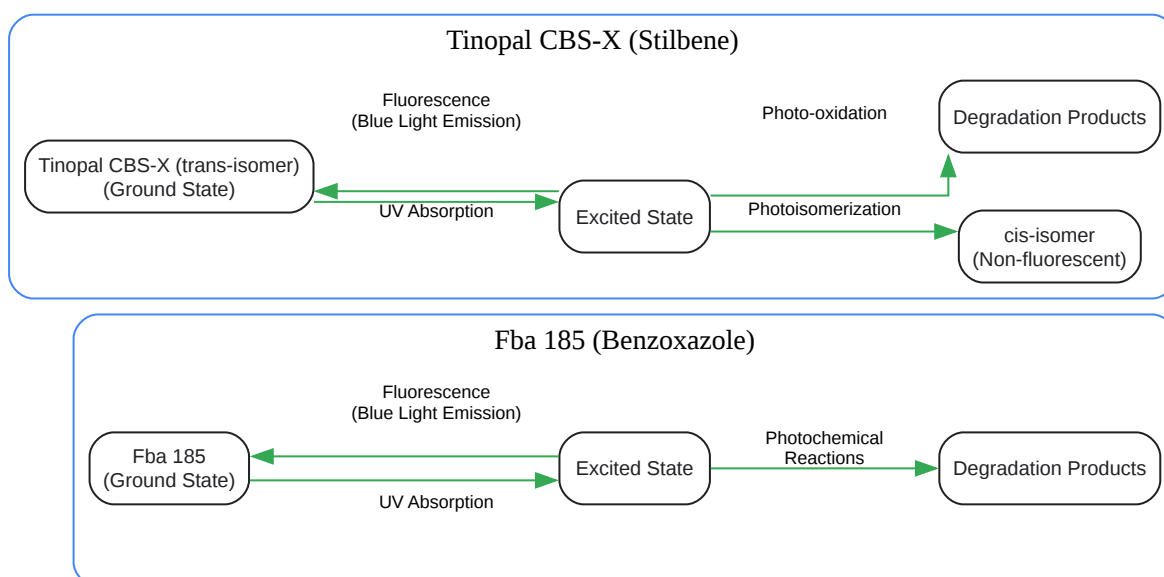 Tinopal CBS-X (Stilbene)
Fluorescence
(Blue Light Emission)
Photo-oxidation
Degradation Products
Tinopal CBS-X (trans-isomer)
(Ground State)
UV Absorption
Excited State
Photoisomerization
cis-isomer
(Non-fluorescent)
Fba 185 (Benzoxazole)
Fluorescence
(Blue Light Emission)
Fba 185
(Ground State)
UV Absorption
Excited State
Photochemical
Reactions
Degradation Products